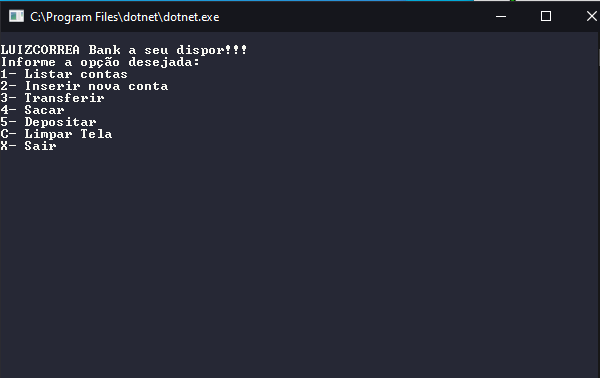 C:\Program Files\dotnet\dotnet.exe
LUIZCORREA Bank a seu dispor!!!
Informe a opção desejada:
1- Listar contas
2- Inserir nova conta
3- Transferir
4- Sacar
5- Depositar
C- Limpar Tela
X- Sair